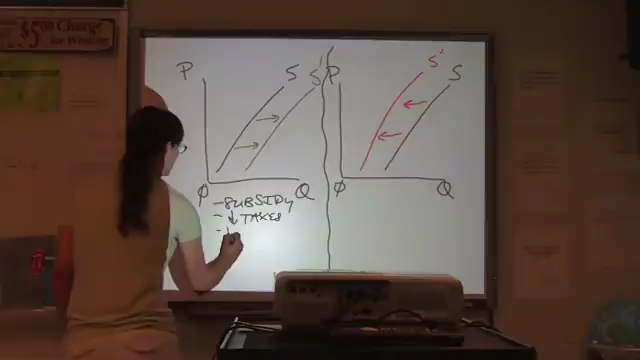 $5.00 Charge
for Window
P S S'
Ø Q
-SUBSIDY
-↓ TAXES
-↓
P S' S
Ø Q